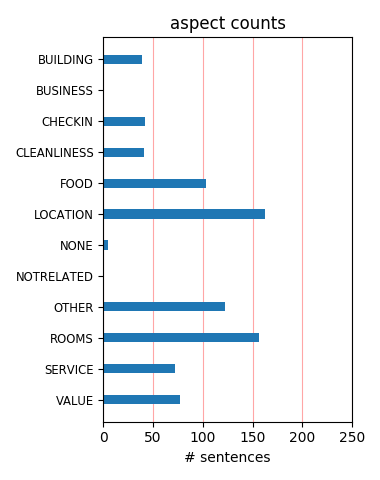 aspect counts
BUILDING
BUSINESS
CHECKIN
CLEANLINESS
FOOD
LOCATION
NONE
NOTRELATED
OTHER
ROOMS
SERVICE
VALUE
0 50 100 150 200 250
# sentences